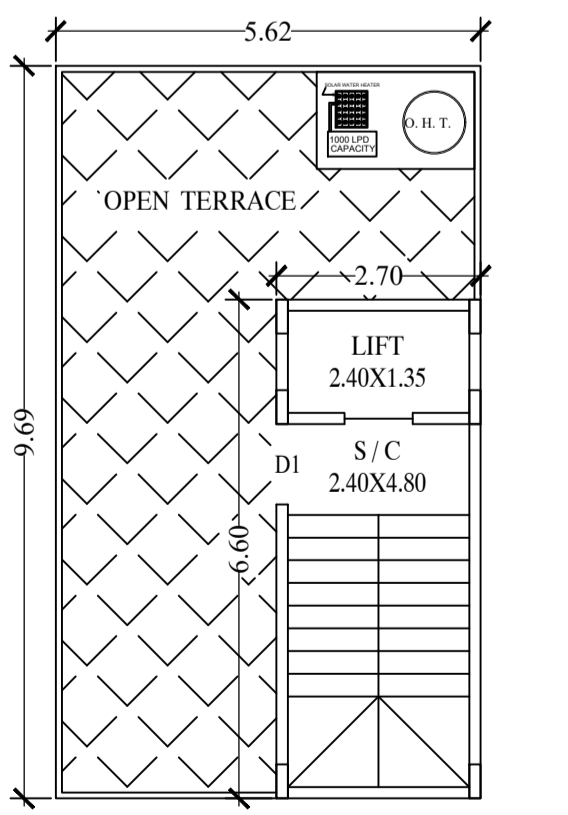 5.62
SOLAR WATER HEATER
1000 LPD
CAPACITY
O. H. T.
OPEN TERRACE
2.70
LIFT
2.40X1.35
9.69
D1
S / C
2.40X4.80
6.60